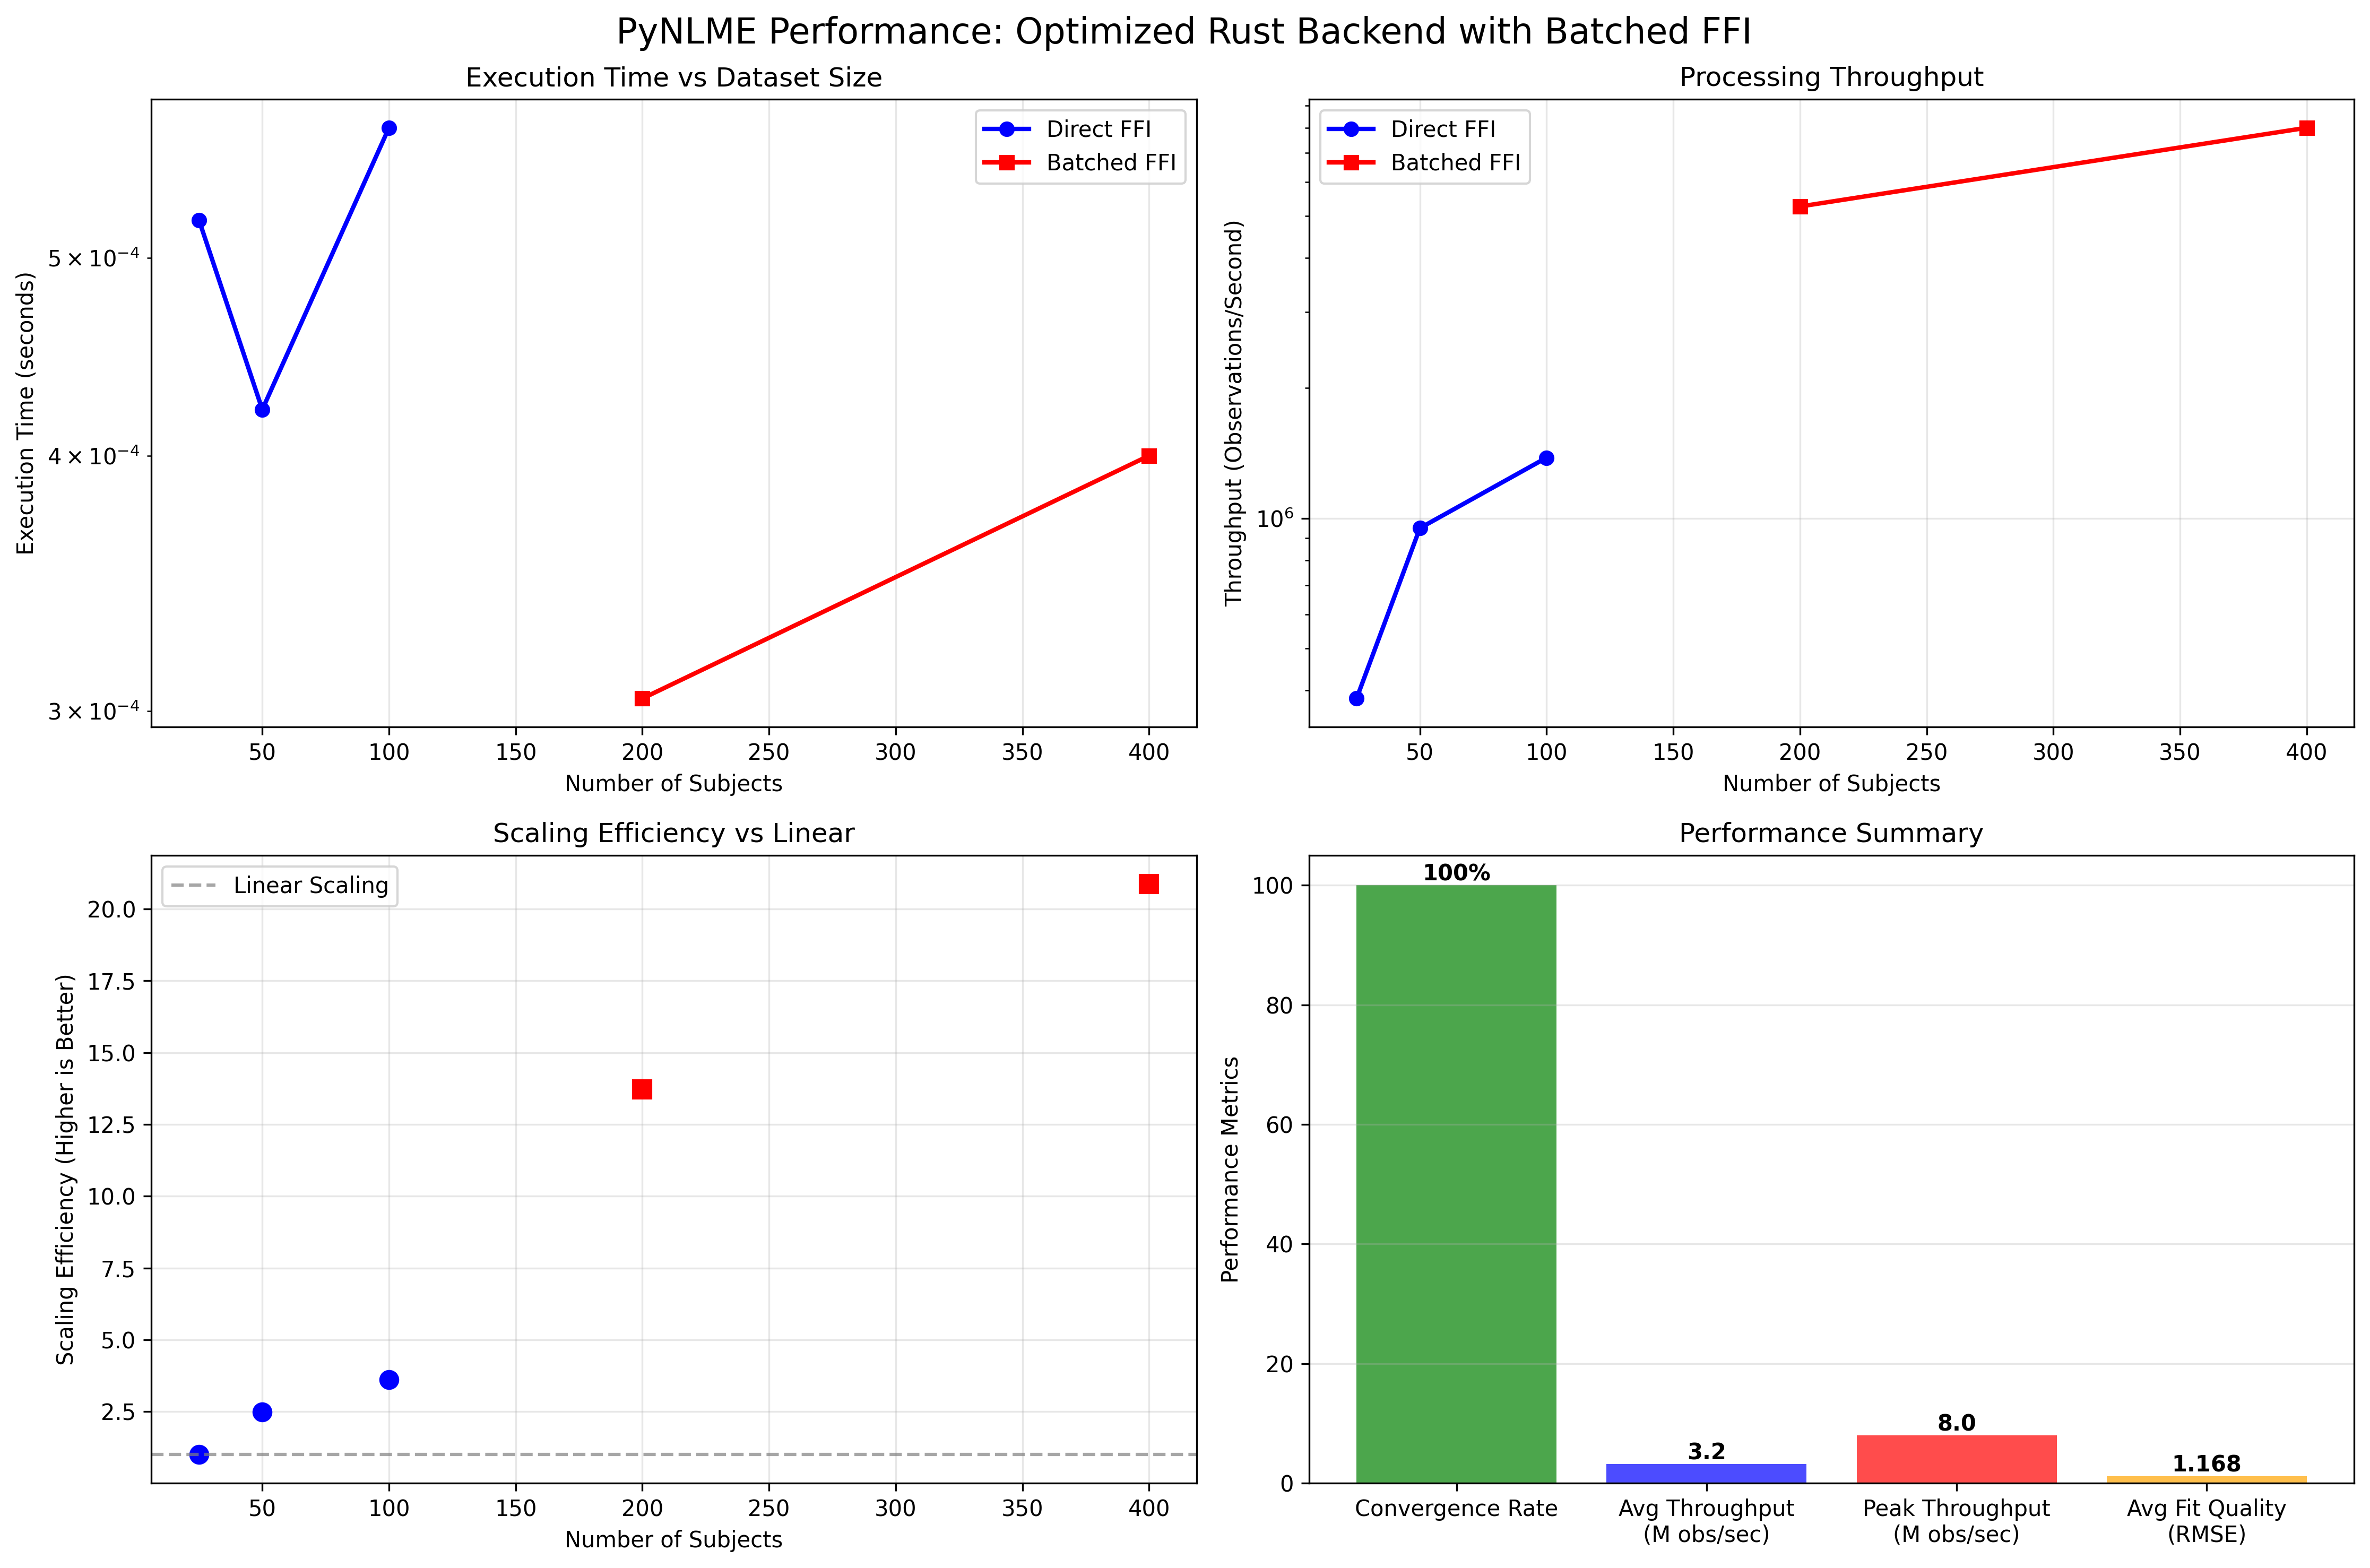 PyNLME Performance: Optimized Rust Backend with Batched FFI
Execution Time vs Dataset Size
Execution Time (seconds)
5 × 10⁻⁴
4 × 10⁻⁴
3 × 10⁻⁴
Direct FFI
Batched FFI
50 100 150 200 250 300 350 400
Number of Subjects
Processing Throughput
Throughput (Observations/Second)
10⁶
Direct FFI
Batched FFI
50 100 150 200 250 300 350 400
Number of Subjects
Scaling Efficiency vs Linear
Scaling Efficiency (Higher is Better)
Linear Scaling
20.0
17.5
15.0
12.5
10.0
7.5
5.0
2.5
50 100 150 200 250 300 350 400
Number of Subjects
Performance Summary
Performance Metrics
100
80
60
40
20
0
100%
3.2
8.0
1.168
Convergence Rate
Avg Throughput
(M obs/sec)
Peak Throughput
(M obs/sec)
Avg Fit Quality
(RMSE)